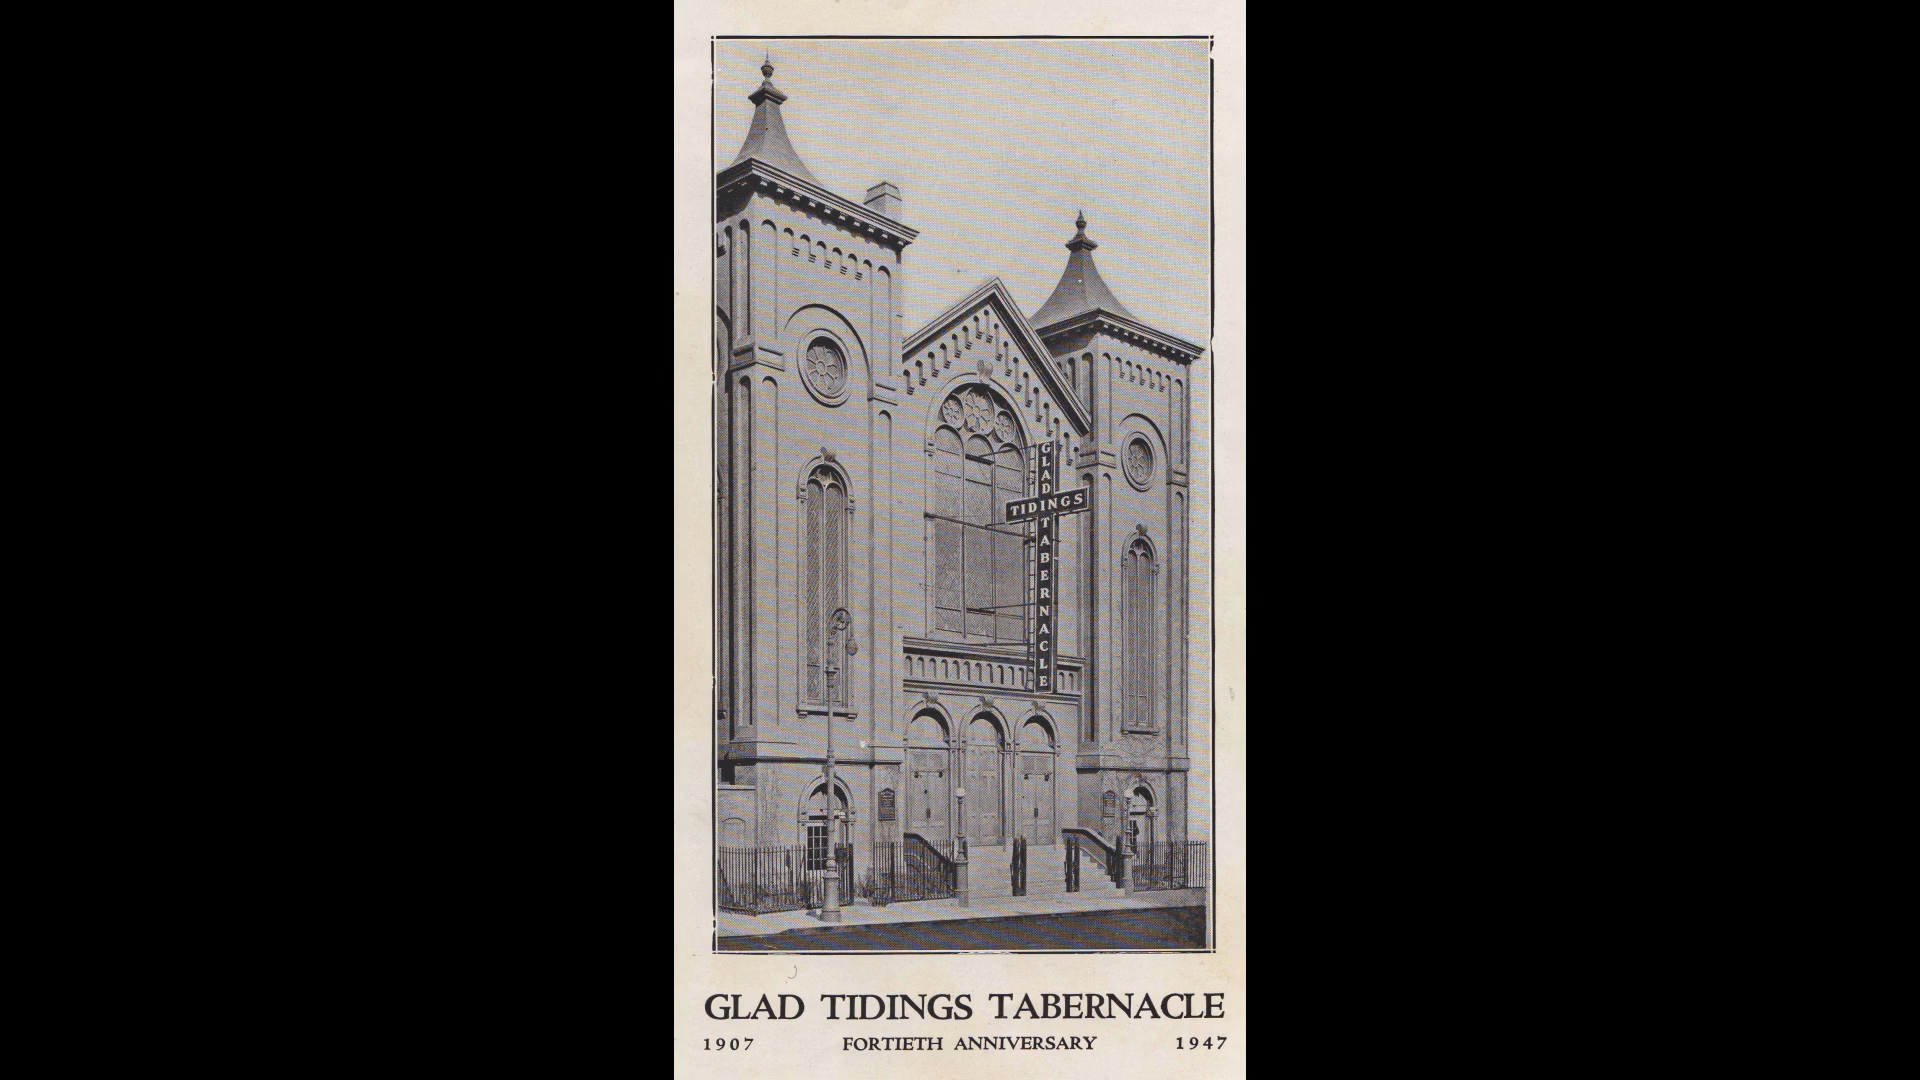 GLAD
TIDINGS
TABERNACLE
GLAD TIDINGS TABERNACLE
1907 FORTIETH ANNIVERSARY 1947